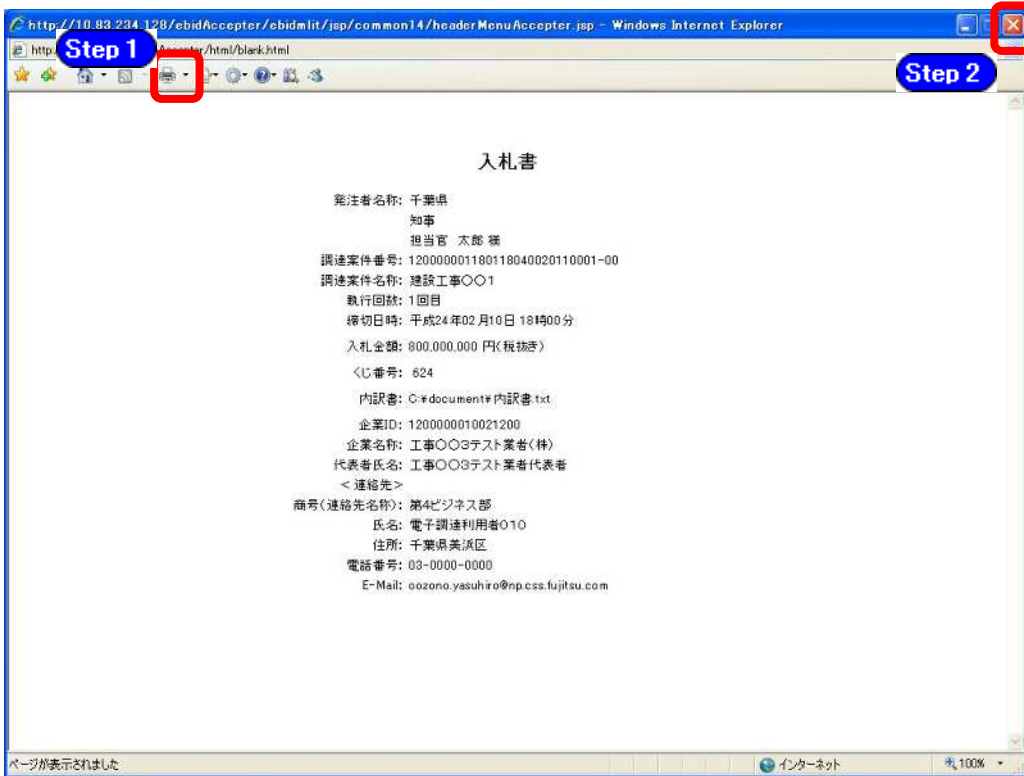 http://10.83.234.128/ebidAccepter/ebidmlit/jsp/common14/headerMenuAccepter.jsp - Windows Internet Explorer
http:
Accepter/html/blank.html
Step 1
Step 2
入札書
発注者名称: 千葉県
知事
担当官 太郎 様
調達案件番号: 120000001180118040020110001-00
調達案件名称: 建設工事〇〇1
執行回数: 1回目
締切日時: 平成24年02月10日 18時00分
入札金額: 800,000,000 円(税抜き)
くじ番号: 624
内訳書: C:¥document¥内訳書.txt
企業ID: 1200000010021200
企業名称: 工事〇〇3テスト業者(株)
代表者氏名: 工事〇〇3テスト業者代表者
<連絡先>
商号(連絡先名称): 第4ビジネス部
氏名: 電子調達利用者010
住所: 千葉県美浜区
電話番号: 03-0000-0000
E-Mail: oozono.yasuhiro@np.css.fujitsu.com
ページが表示されました
インターネット
100%